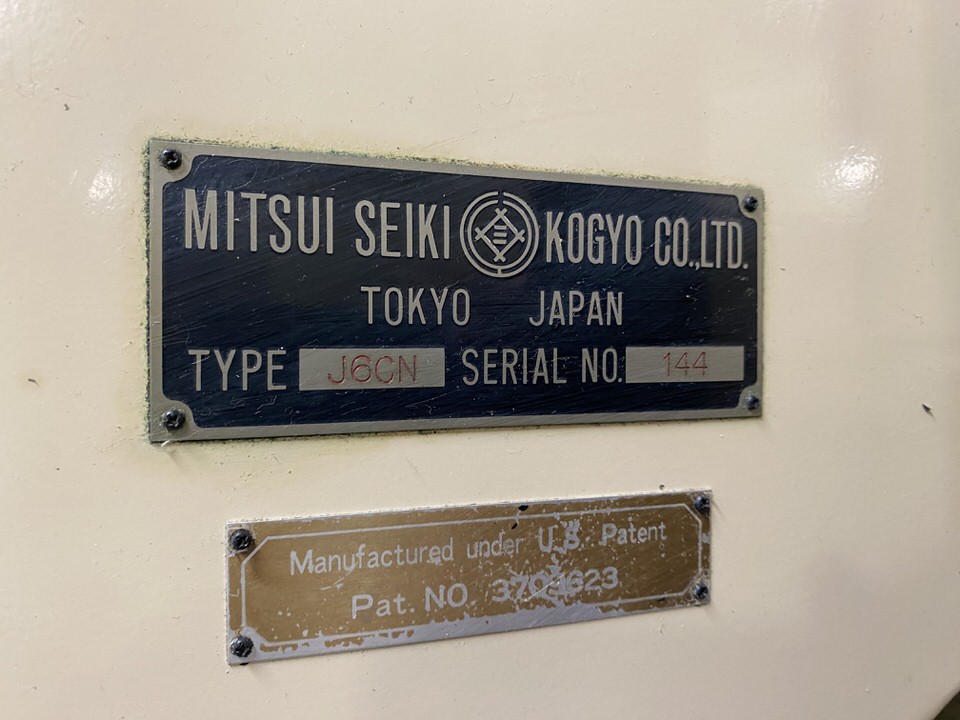 MITSUI SEIKI KOGYO CO.,LTD.
TOKYO JAPAN
TYPE J6CN SERIAL NO. 144
Manufactured under U.S. Patent
Pat. NO